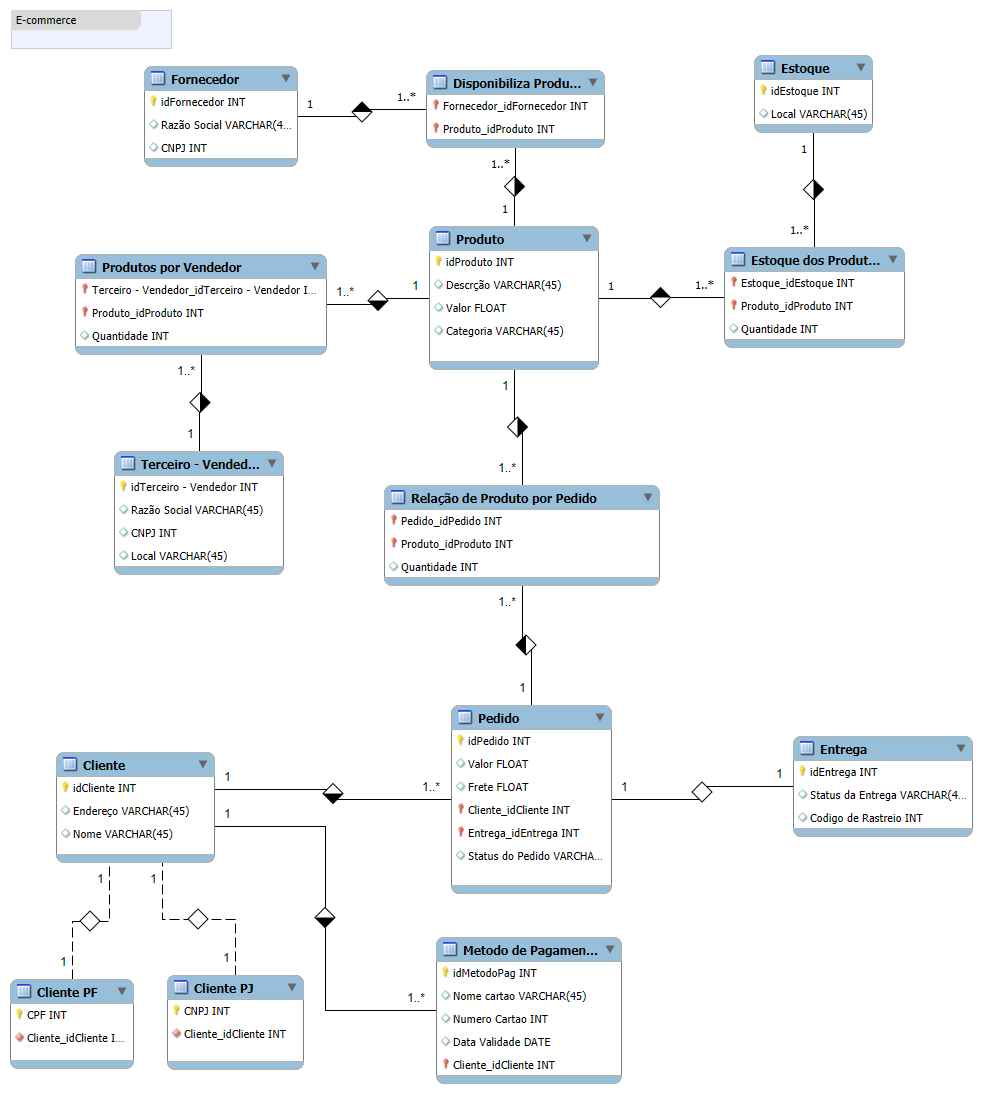 E-commerce
Fornecedor
idFornecedor INT
Razão Social VARCHAR(4...
CNPJ INT
1
1..*
Disponibiliza Produ...
Fornecedor_idFornecedor INT
Produto_idProduto INT
1..*
1
Estoque
idEstoque INT
Local VARCHAR(45)
1
1..*
Produto
idProduto INT
Descrção VARCHAR(45)
Valor FLOAT
Categoria VARCHAR(45)
1
1..*
Estoque dos Produt...
Estoque_idEstoque INT
Produto_idProduto INT
Quantidade INT
Produtos por Vendedor
Terceiro - Vendedor_idTerceiro - Vendedor I...
Produto_idProduto INT
Quantidade INT
1..*
1
1..*
1
Terceiro - Vended...
idTerceiro - Vendedor INT
Razão Social VARCHAR(45)
CNPJ INT
Local VARCHAR(45)
1
1..*
Relação de Produto por Pedido
Pedido_idPedido INT
Produto_idProduto INT
Quantidade INT
1..*
1
Pedido
idPedido INT
Valor FLOAT
Frete FLOAT
Cliente_idCliente INT
Entrega_idEntrega INT
Status do Pedido VARCHA...
1
1
Entrega
idEntrega INT
Status da Entrega VARCHAR(4...
Codigo de Rastreio INT
Cliente
idCliente INT
Endereço VARCHAR(45)
Nome VARCHAR(45)
1
1..*
1
1..*
1
1
1
1
Cliente PF
CPF INT
Cliente_idCliente I...
Cliente PJ
CNPJ INT
Cliente_idCliente INT
Metodo de Pagamen...
idMetodoPag INT
Nome cartao VARCHAR(45)
Numero Cartao INT
Data Validade DATE
Cliente_idCliente INT